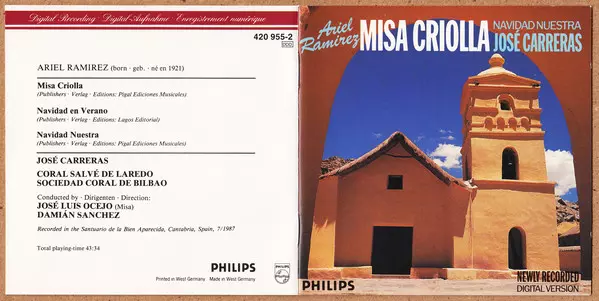 Digital Recording · Digital-Aufnahme · Enregistrement numérique
420 955-2
DDD
ARIEL RAMIREZ (born · geb. · né en 1921)
Misa Criolla
(Publishers · Verlag · Editions: Pigal Ediciones Musicales)
Navidad en Verano
(Publishers · Verlag · Editions: Lagos Editorial)
Navidad Nuestra
(Publishers · Verlag · Editions: Pigal Ediciones Musicales)
JOSÉ CARRERAS
CORAL SALVÉ DE LAREDO
SOCIEDAD CORAL DE BILBAO
Conducted by · Dirigenten · Direction:
JOSÉ LUIS OCEJO (Misa)
DAMIÁN SANCHEZ
Recorded in the Santuario de la Bien Aparecida, Cantabria, Spain, 7/1987
Total playing-time 43:34
PHILIPS
Printed in West Germany Made in West Germany
Ariel
Ramírez
MISA CRIOLLA
NAVIDAD NUESTRA
JOSÉ CARRERAS
PHILIPS
NEWLY RECORDED
DIGITAL VERSION